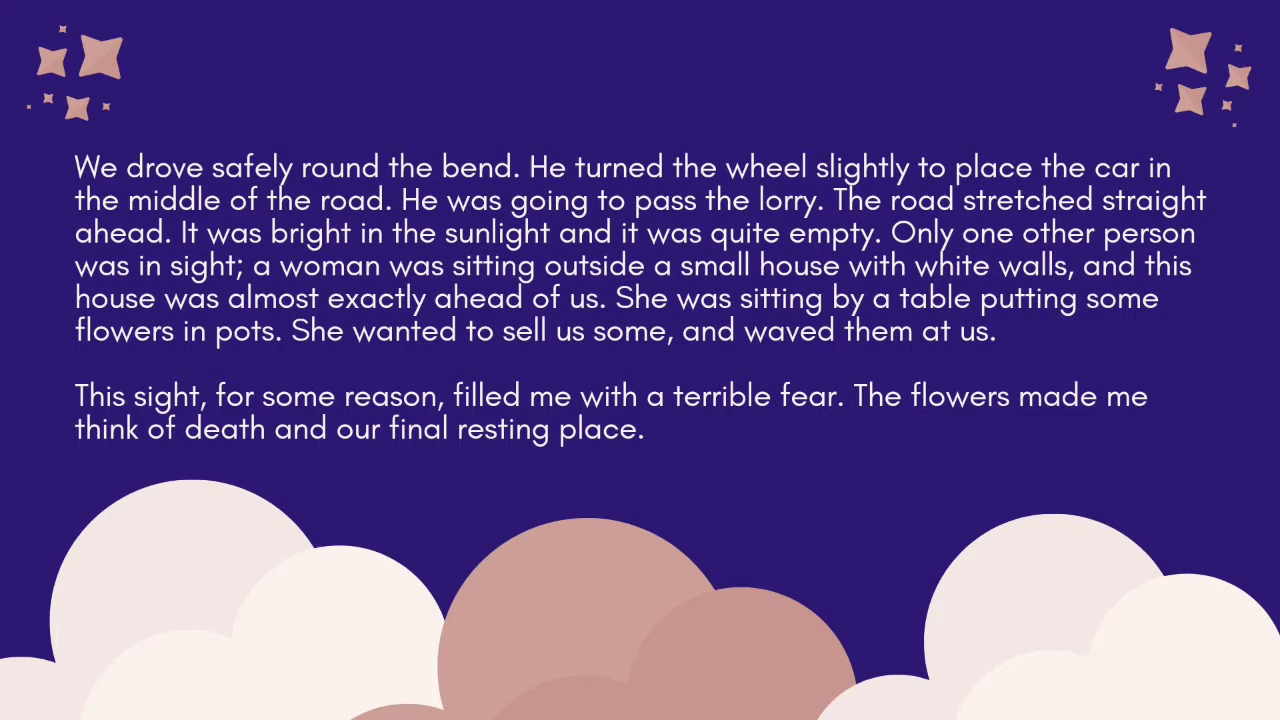 We drove safely round the bend. He turned the wheel slightly to place the car in
the middle of the road. He was going to pass the lorry. The road stretched straight
ahead. It was bright in the sunlight and it was quite empty. Only one other person
was in sight; a woman was sitting outside a small house with white walls, and this
house was almost exactly ahead of us. She was sitting by a table putting some
flowers in pots. She wanted to sell us some, and waved them at us.
This sight, for some reason, filled me with a terrible fear. The flowers made me
think of death and our final resting place.